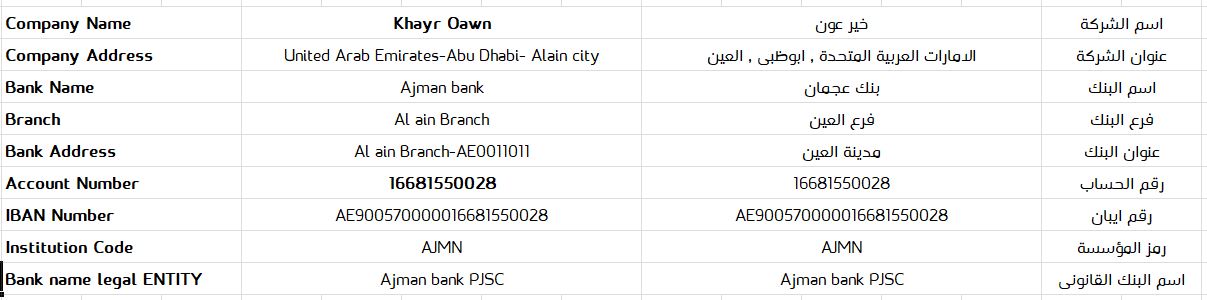 Company Name Khayr Oawn خير عون اسم الشركة
Company Address United Arab Emirates-Abu Dhabi- Alain city الامارات العربية المتحدة , ابوظبى , العين عنوان الشركة
Bank Name Ajman bank بنك عجمان اسم البنك
Branch Al ain Branch فرع العين فرع البنك
Bank Address Al ain Branch-AE0011011 مدينة العين عنوان البنك
Account Number 16681550028 16681550028 رقم الحساب
IBAN Number AE900570000016681550028 AE900570000016681550028 رقم ايبان
Institution Code AJMN AJMN رمز المؤسسة
Bank name legal ENTITY Ajman bank PJSC Ajman bank PJSC اسم البنك القانونى